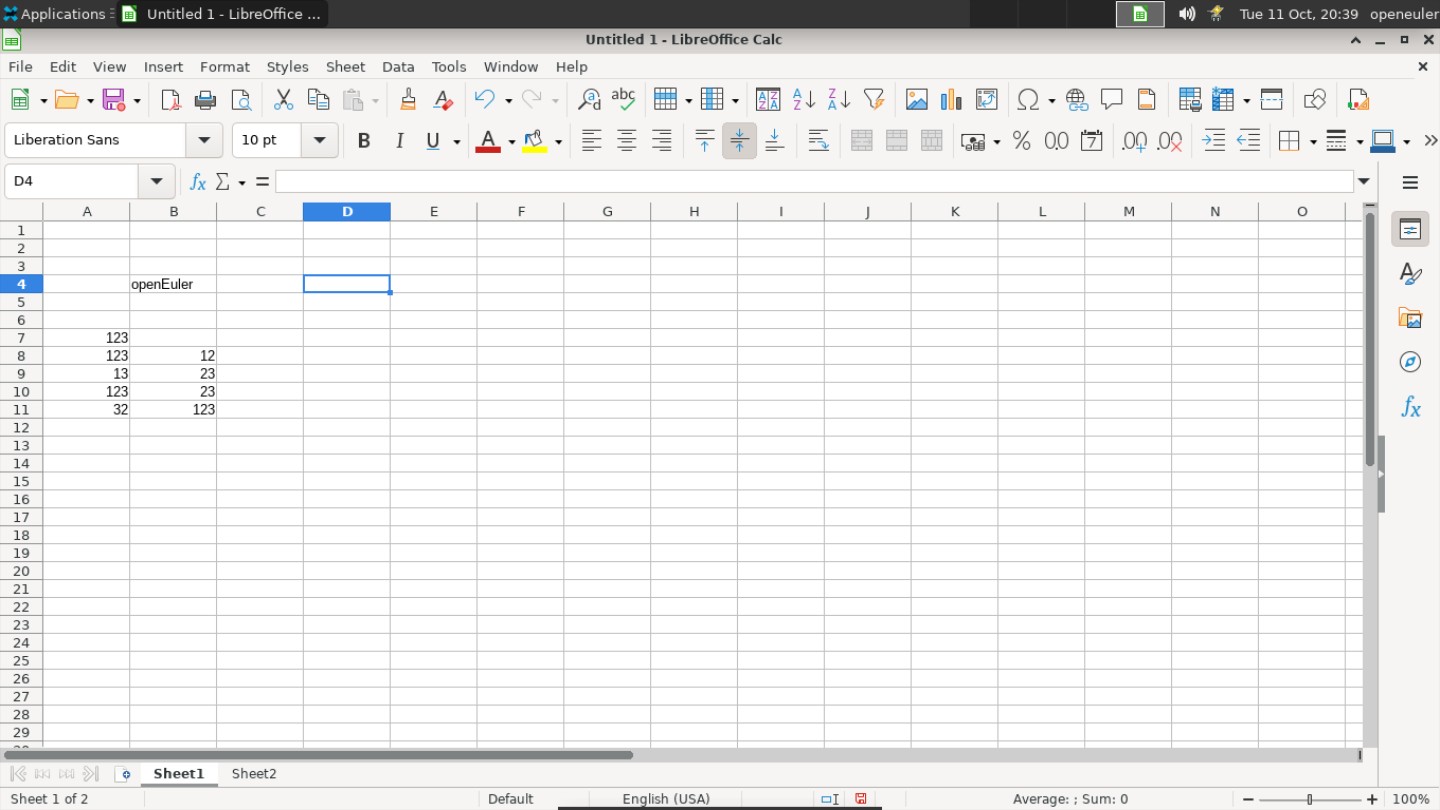 Applications
Untitled 1 - LibreOffice ...
Tue 11 Oct, 20:39
openeuler
Untitled 1 - LibreOffice Calc
File Edit View Insert Format Styles Sheet Data Tools Window Help
Liberation Sans
10 pt
D4
A B C D E F G H I J K L M N O
1
2
3
4 openEuler
5
6
7 123
8 123 12
9 13 23
10 123 23
11 32 123
12
13
14
15
16
17
18
19
20
21
22
23
24
25
26
27
28
29
Sheet1 Sheet2
Sheet 1 of 2 Default English (USA) Average: ; Sum: 0 100%